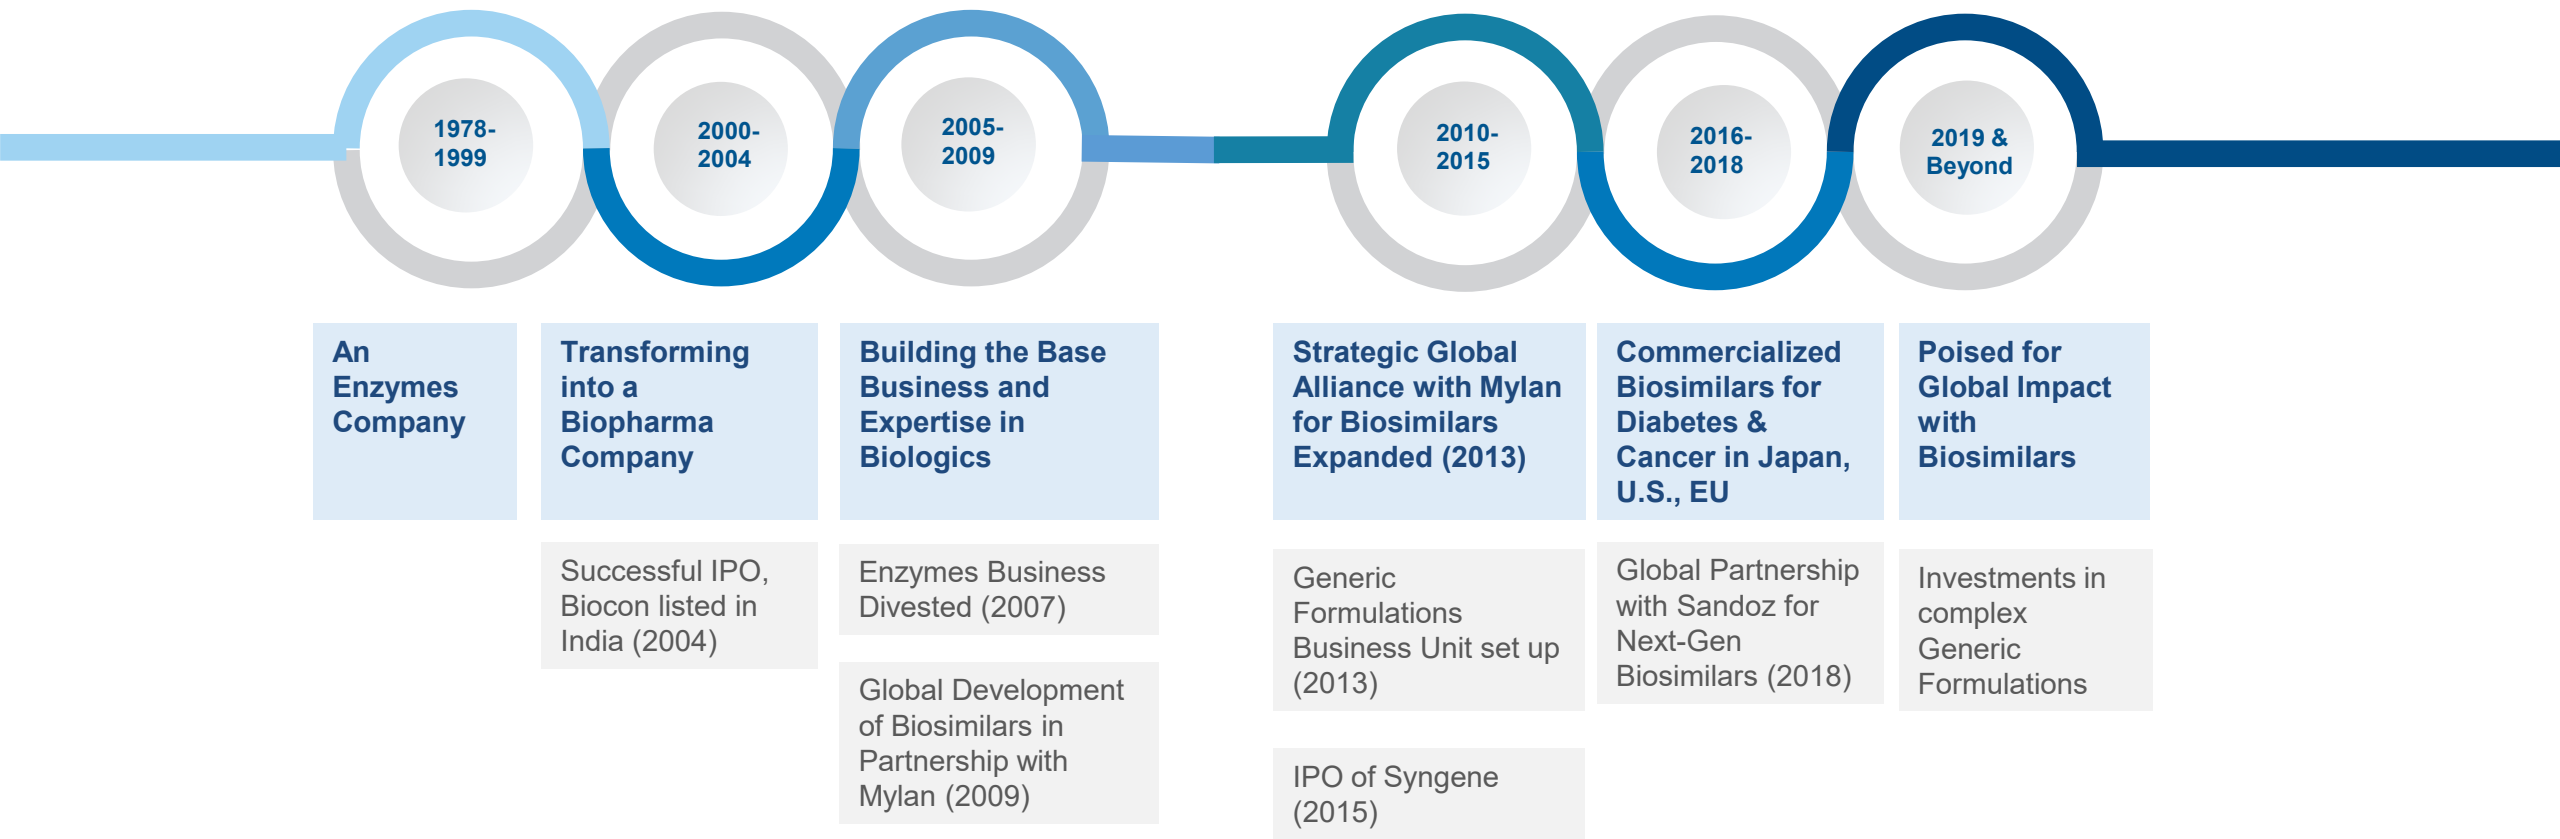 1978-
1999
2000-
2004
2005-
2009
2010-
2015
2016-
2018
2019 &
Beyond
An
Enzymes
Company
Transforming
into a
Biopharma
Company
Building the Base
Business and
Expertise in
Biologics
Strategic Global
Alliance with Mylan
for Biosimilars
Expanded (2013)
Commercialized
Biosimilars for
Diabetes &
Cancer in Japan,
U.S., EU
Poised for
Global Impact
with
Biosimilars
Successful IPO,
Biocon listed in
India (2004)
Enzymes Business
Divested (2007)
Global Development
of Biosimilars in
Partnership with
Mylan (2009)
Generic
Formulations
Business Unit set up
(2013)
IPO of Syngene
(2015)
Global Partnership
with Sandoz for
Next-Gen
Biosimilars (2018)
Investments in
complex
Generic
Formulations